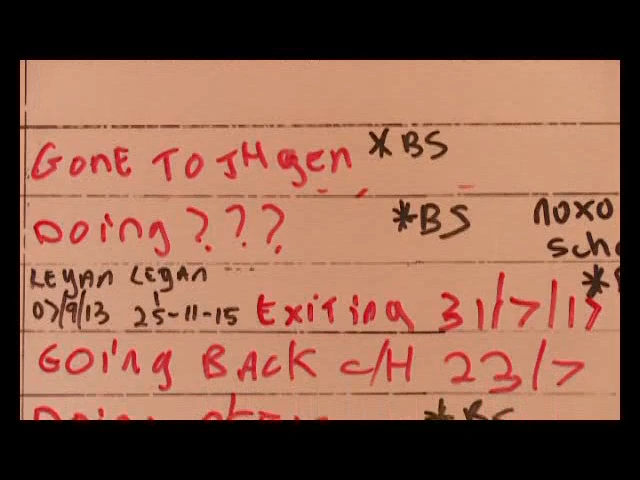 GONE TO JHgen *BS
DOing ??? *BS noxo
LEYAN LEGAN
07/9/13 25-11-15 EXITING 31/7/17
GOING BACK C/H 23/7
*BS